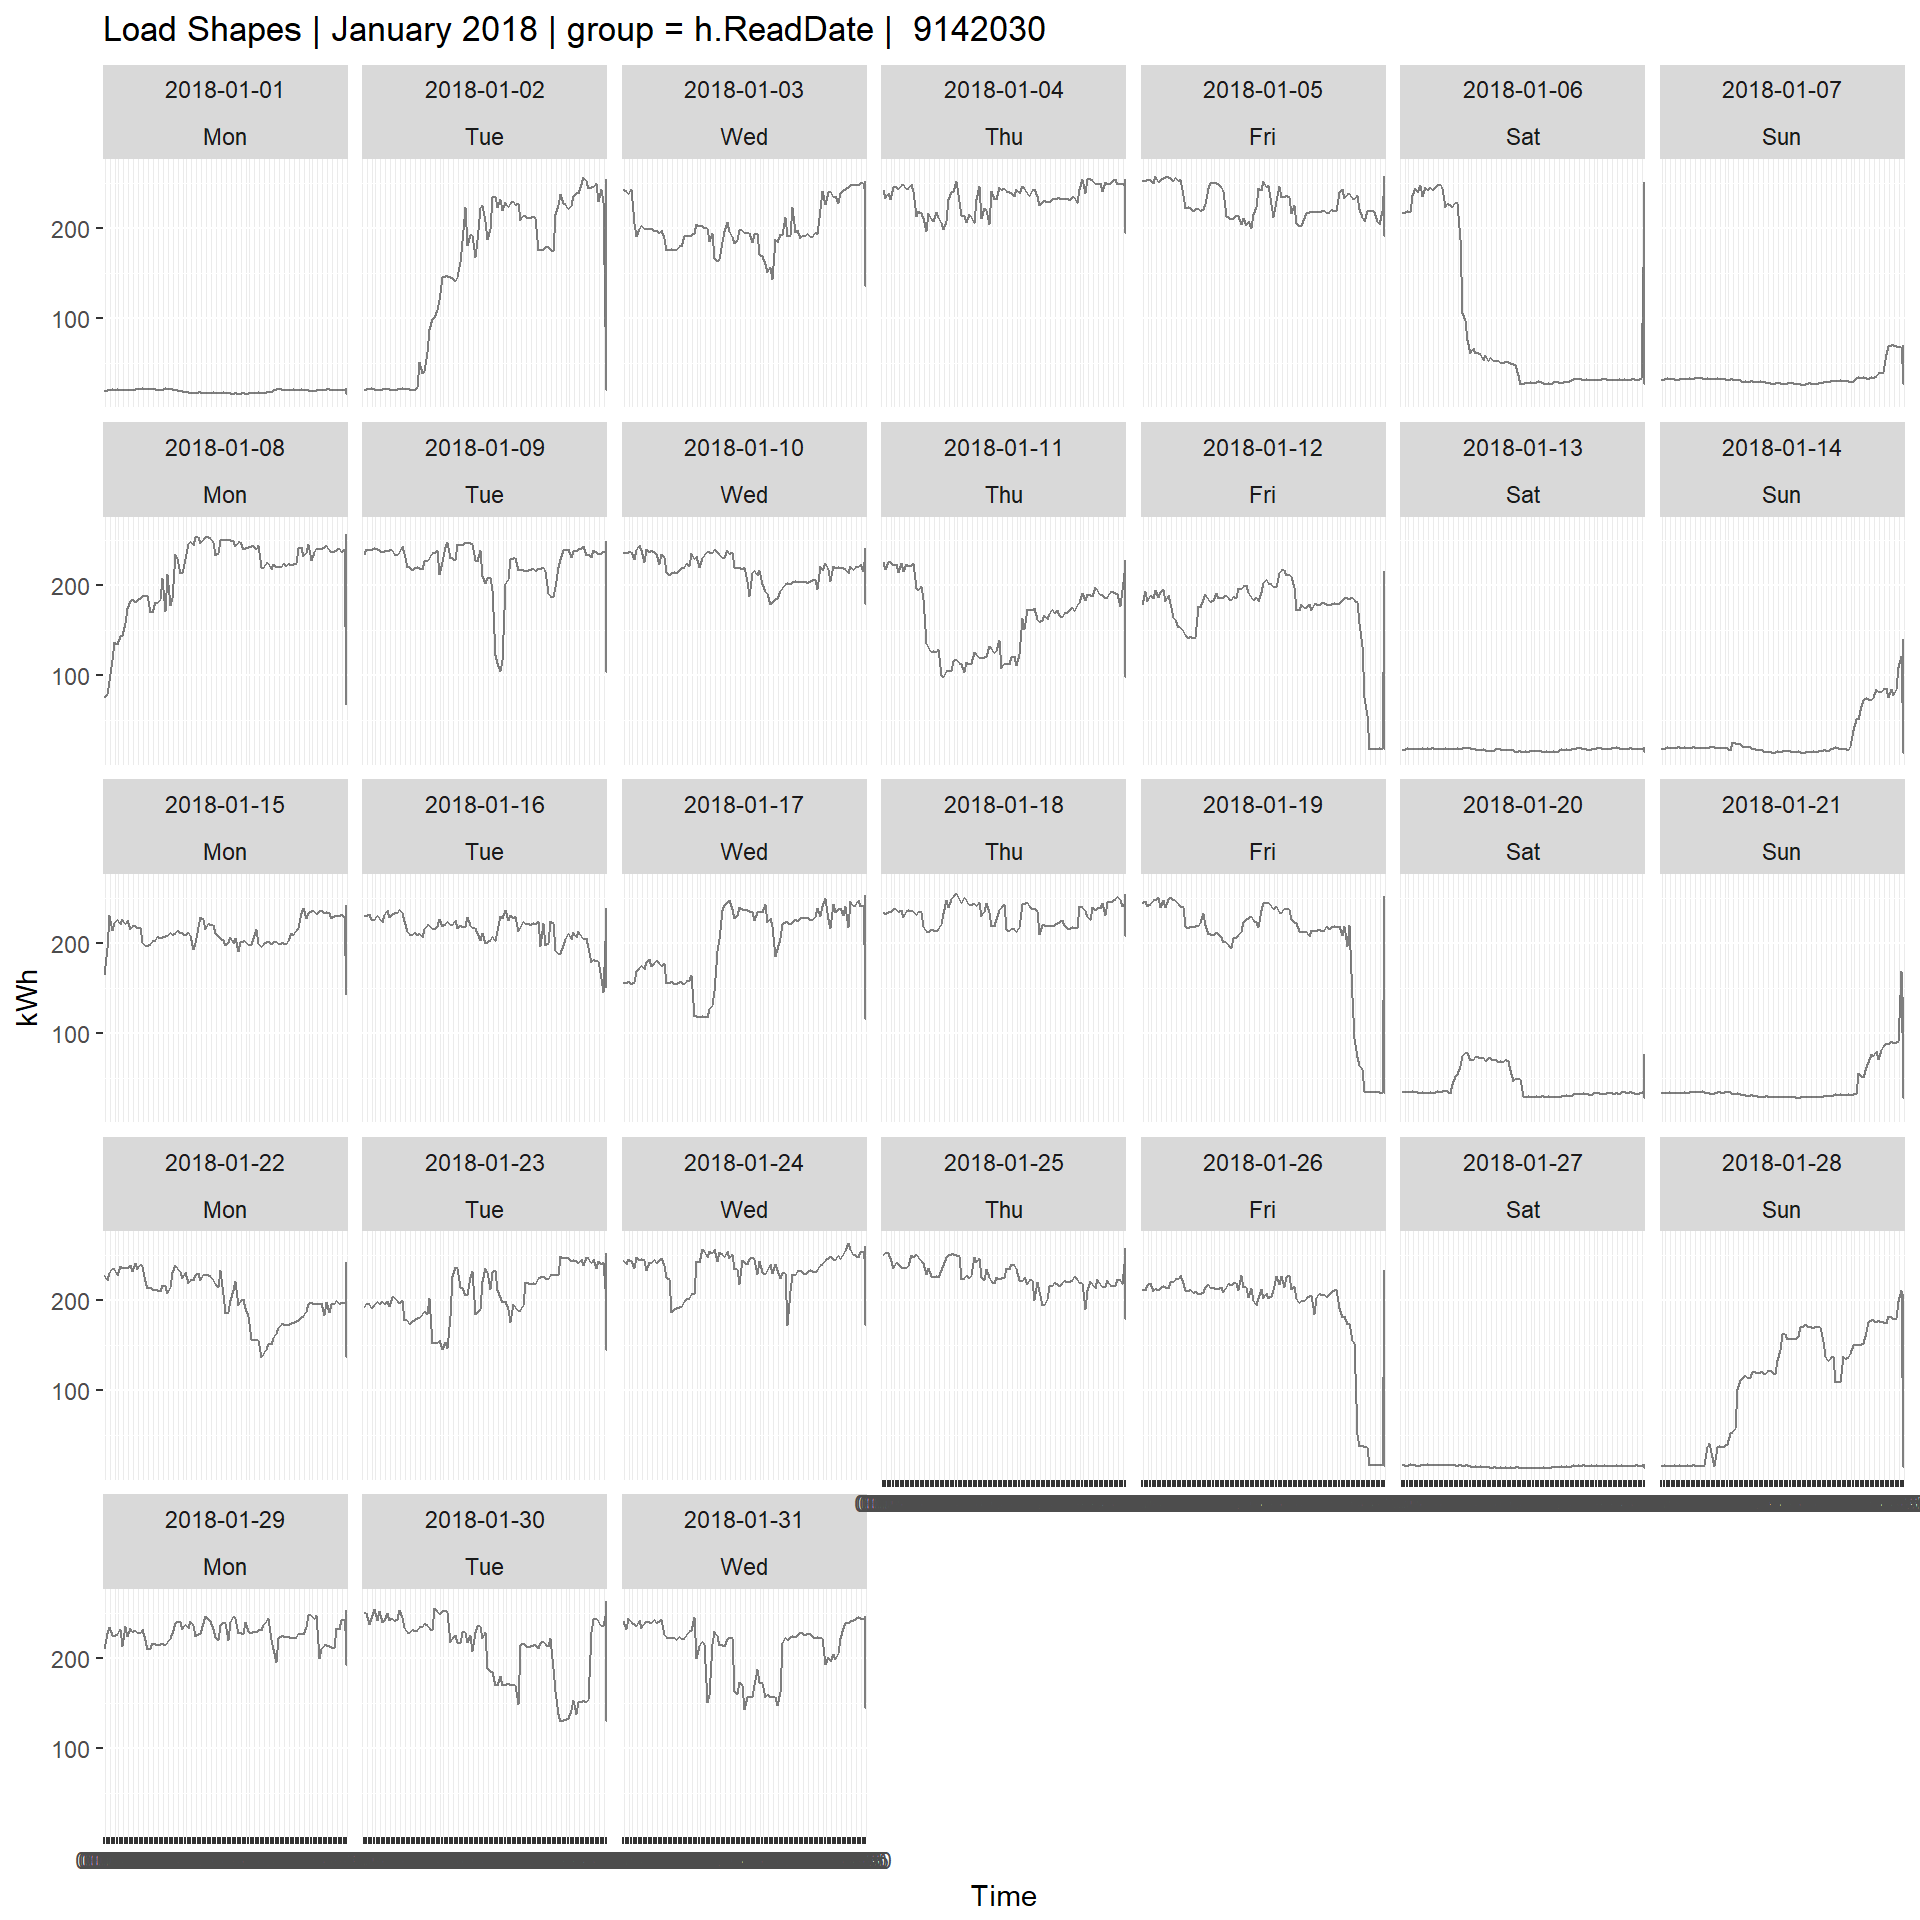 Load Shapes | January 2018 | group = h.ReadDate |  9142030
2018-01-01 2018-01-02 2018-01-03 2018-01-04 2018-01-05 2018-01-06 2018-01-07
Mon Tue Wed Thu Fri Sat Sun
200
100
2018-01-08 2018-01-09 2018-01-10 2018-01-11 2018-01-12 2018-01-13 2018-01-14
Mon Tue Wed Thu Fri Sat Sun
200
100
2018-01-15 2018-01-16 2018-01-17 2018-01-18 2018-01-19 2018-01-20 2018-01-21
Mon Tue Wed Thu Fri Sat Sun
200
kWh
100
2018-01-22 2018-01-23 2018-01-24 2018-01-25 2018-01-26 2018-01-27 2018-01-28
Mon Tue Wed Thu Fri Sat Sun
200
100
2018-01-29 2018-01-30 2018-01-31
Mon Tue Wed
200
100
Time